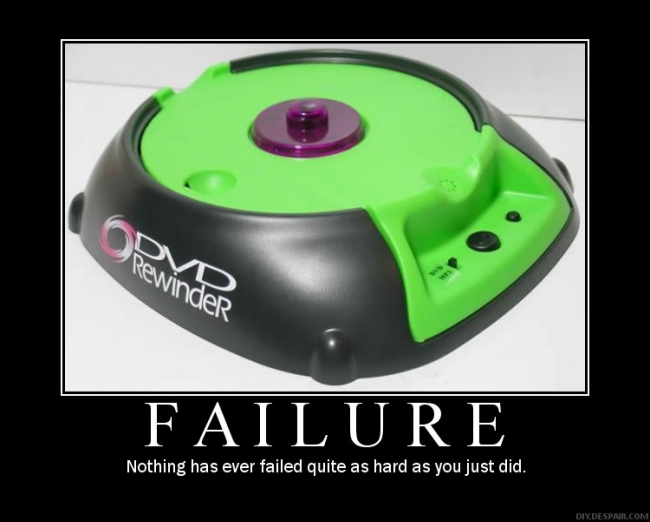 DVD
RewindeR
FAILURE
Nothing has ever failed quite as hard as you just did.
DIY.DESPAIR.COM